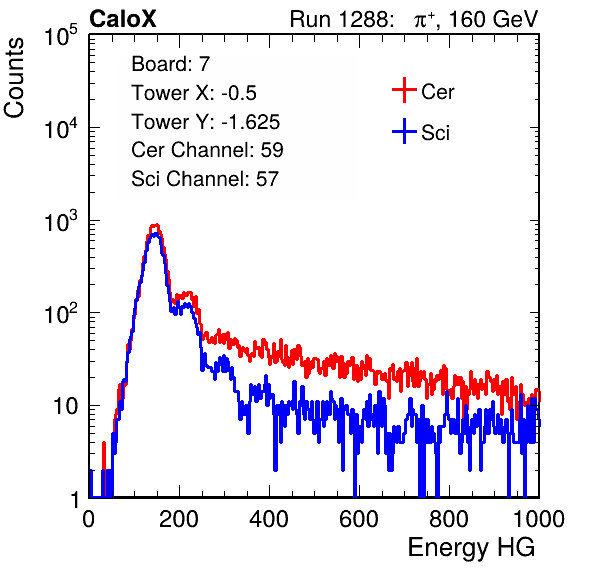 CaloX Run 1288: π⁺, 160 GeV
Counts
10⁵
10⁴
10³
10²
10
1
Board: 7
Tower X: -0.5
Tower Y: -1.625
Cer Channel: 59
Sci Channel: 57
Cer
Sci
0 200 400 600 800 1000
Energy HG